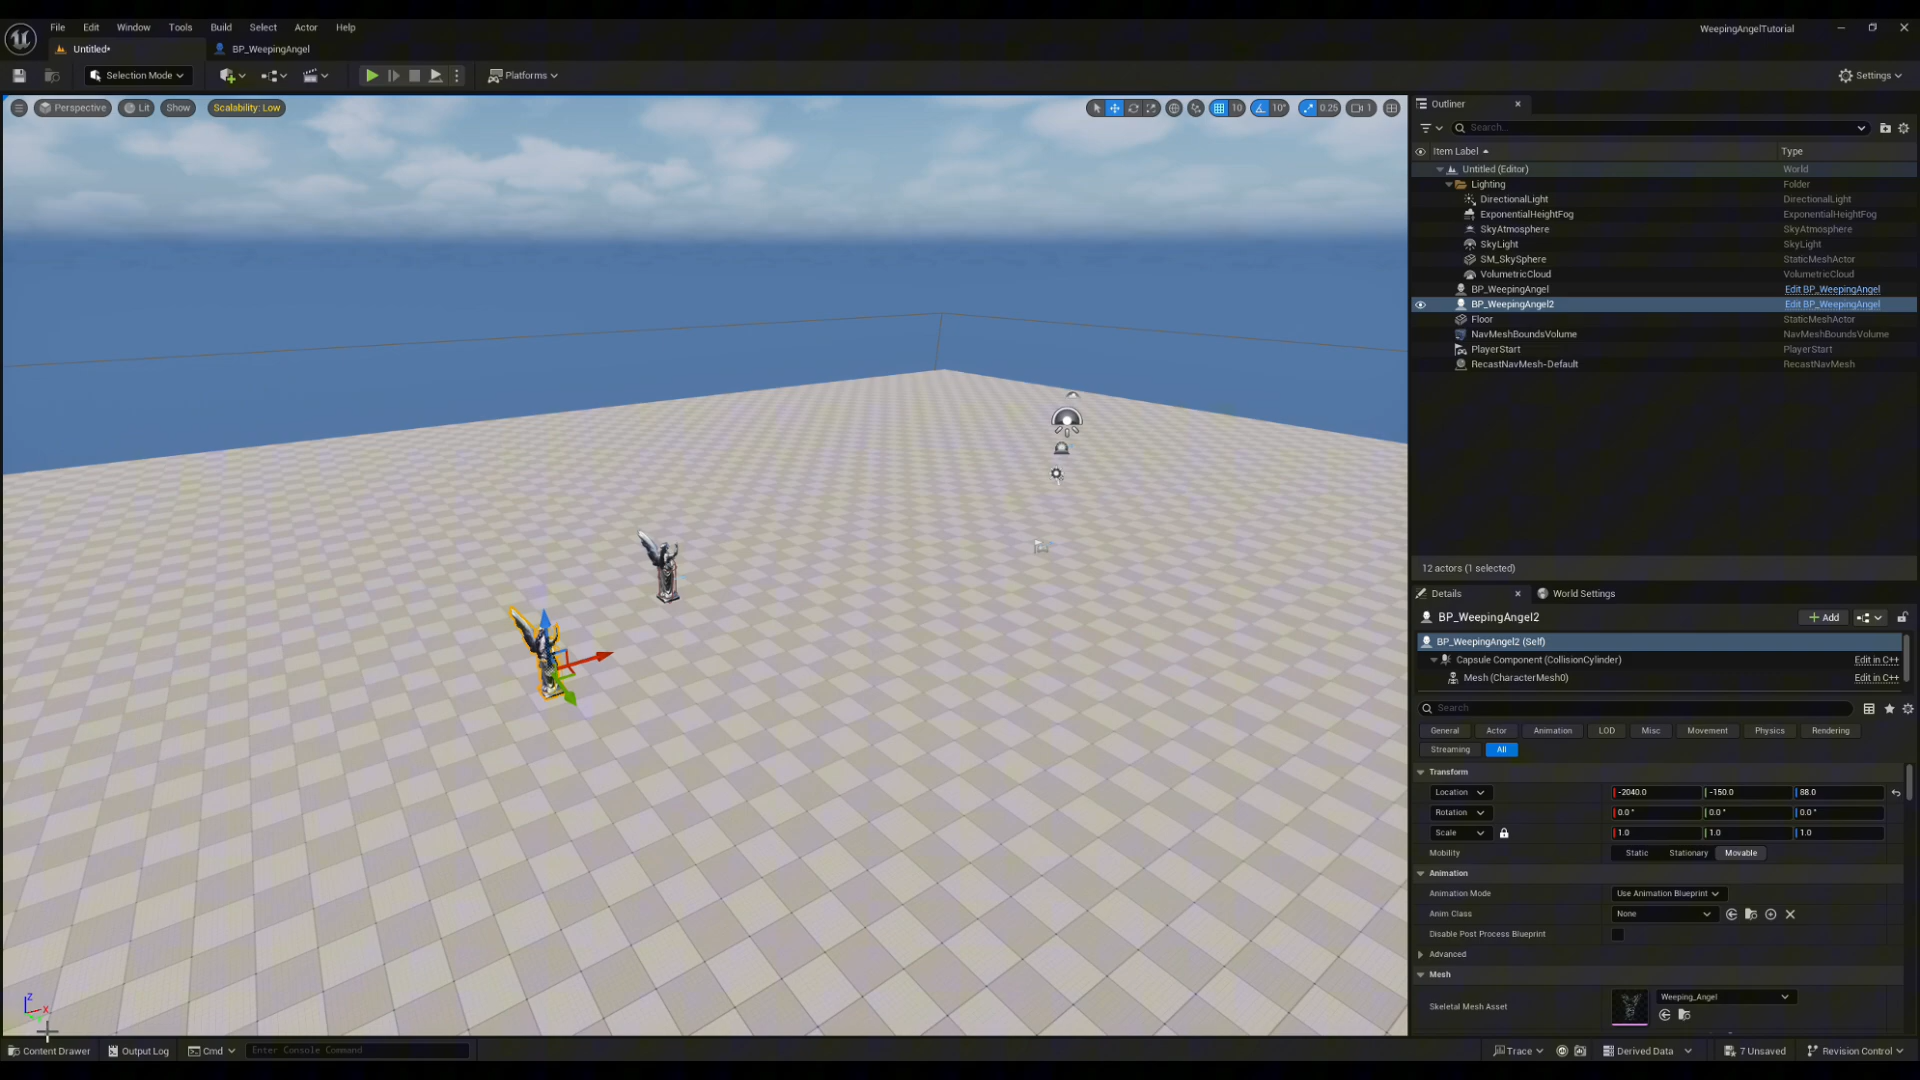 File Edit Window Tools Build Select Actor Help
WeepingAngelTutorial
Untitled*
BP_WeepingAngel
Selection Mode
Platforms
Settings
Perspective Lit Show Scalability: Low
10 10° 0.25 1
Outliner
Search...
Item Label Type
Untitled (Editor) World
Lighting Folder
DirectionalLight DirectionalLight
ExponentialHeightFog ExponentialHeightFog
SkyAtmosphere SkyAtmosphere
SkyLight SkyLight
SM_SkySphere StaticMeshActor
VolumetricCloud VolumetricCloud
BP_WeepingAngel Edit BP_WeepingAngel
BP_WeepingAngel2 Edit BP_WeepingAngel
Floor StaticMeshActor
NavMeshBoundsVolume NavMeshBoundsVolume
PlayerStart PlayerStart
RecastNavMesh-Default RecastNavMesh
12 actors (1 selected)
Details World Settings
BP_WeepingAngel2 Add
BP_WeepingAngel2 (Self)
Capsule Component (CollisionCylinder) Edit in C++
Mesh (CharacterMesh0) Edit in C++
Search
General Actor Animation LOD Misc Movement Physics Rendering
Streaming All
Transform
Location -2040.0 -150.0 88.0
Rotation 0.0° 0.0° 0.0°
Scale 1.0 1.0 1.0
Mobility Static Stationary Movable
Animation
Animation Mode Use Animation Blueprint
Anim Class None
Disable Post Process Blueprint
Advanced
Mesh
Skeletal Mesh Asset Weeping_Angel
Z
X
Content Drawer Output Log Cmd Enter Console Command Trace Derived Data 7 Unsaved Revision Control